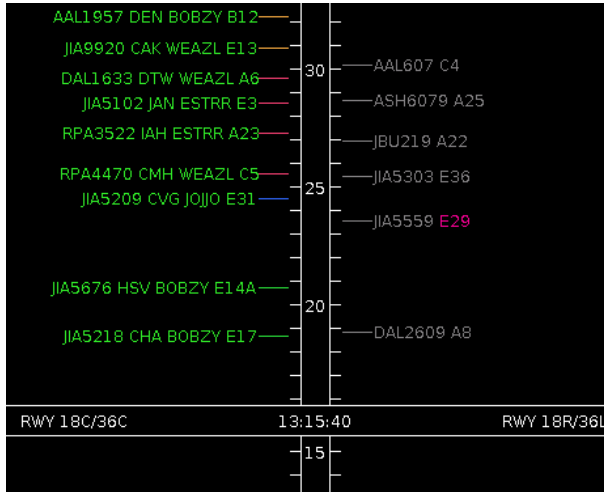 AAL1957 DEN BOBZY B12
JIA9920 CAK WEAZL E13
DAL1633 DTW WEAZL A6
JIA5102 JAN ESTRR E3
RPA3522 IAH ESTRR A23
RPA4470 CMH WEAZL C5
JIA5209 CVG JOJJO E31
JIA5676 HSV BOBZY E14A
JIA5218 CHA BOBZY E17
30
25
20
AAL607 C4
ASH6079 A25
JBU219 A22
JIA5303 E36
JIA5559 E29
DAL2609 A8
RWY 18C/36C 13:15:40 RWY 18R/36L
15